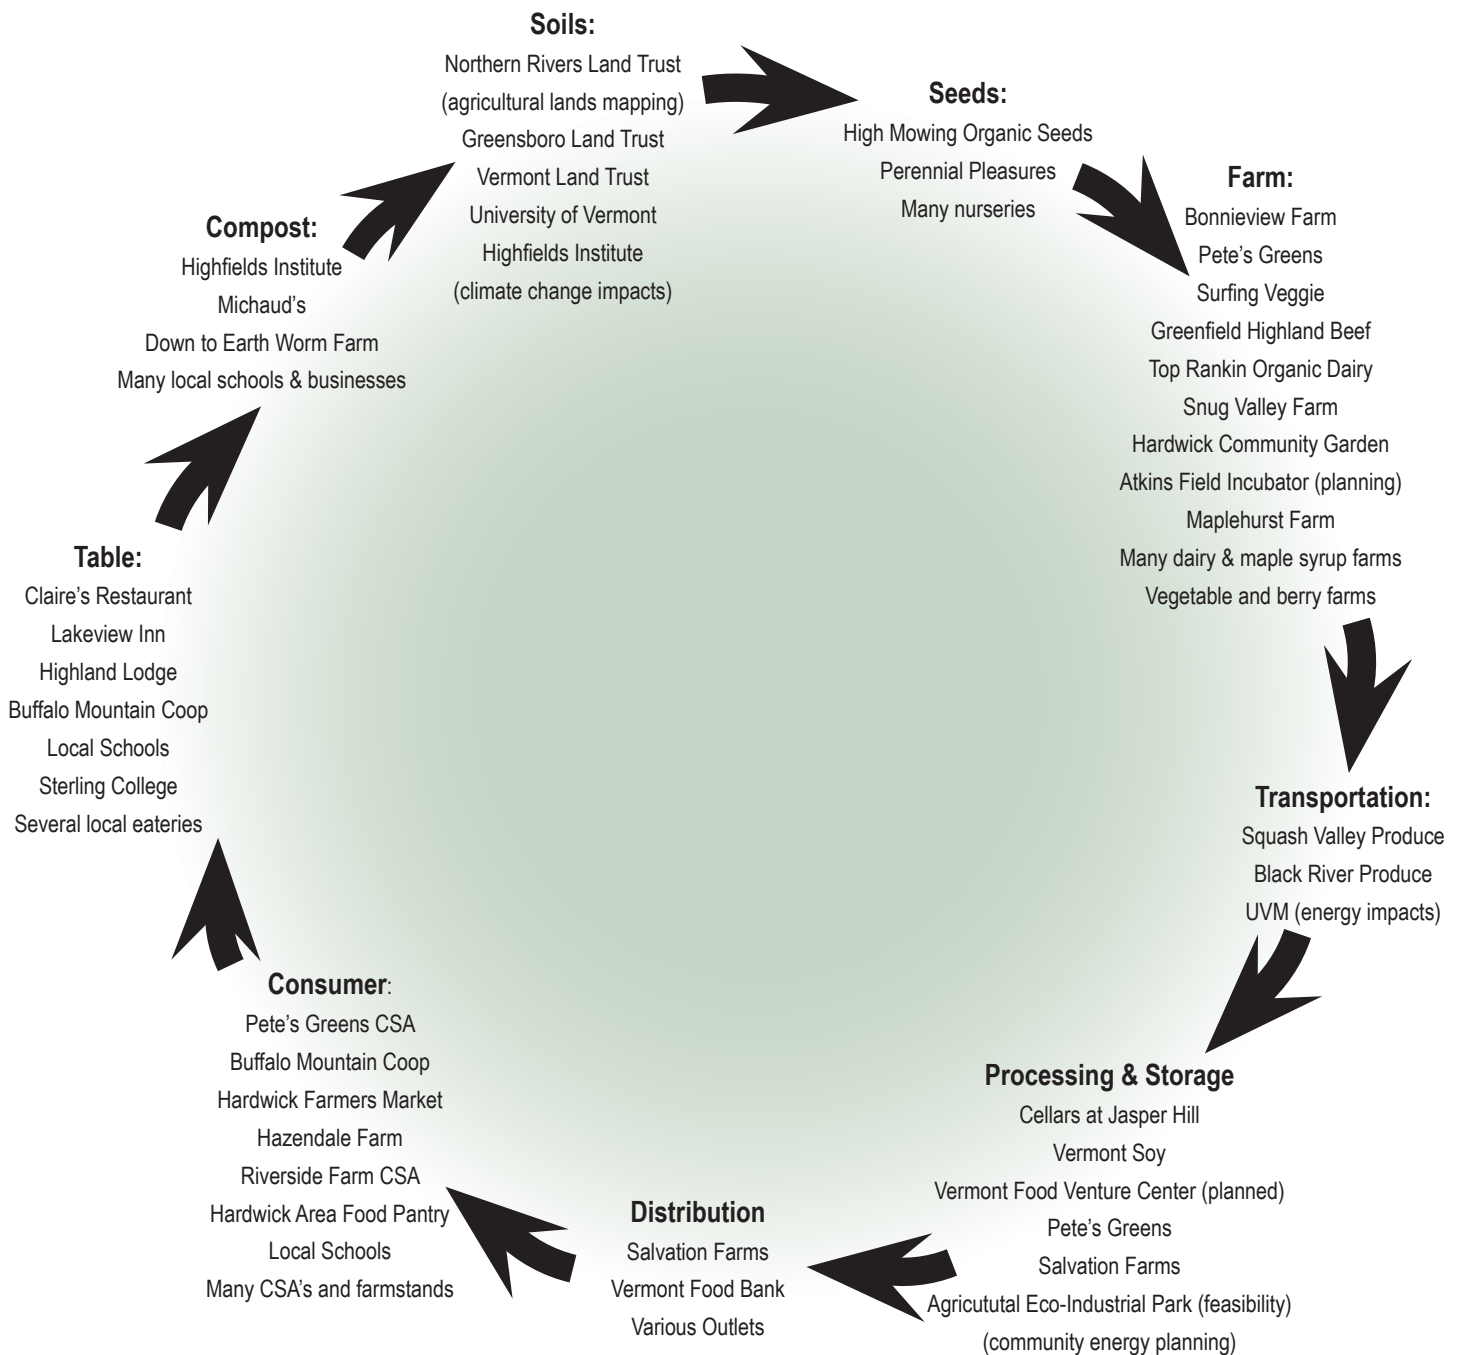 Soils:
Northern Rivers Land Trust
(agricultural lands mapping)
Greensboro Land Trust
Vermont Land Trust
University of Vermont
Highfields Institute
(climate change impacts)
Seeds:
High Mowing Organic Seeds
Perennial Pleasures
Many nurseries
Farm:
Bonnieview Farm
Pete's Greens
Surfing Veggie
Greenfield Highland Beef
Top Rankin Organic Dairy
Snug Valley Farm
Hardwick Community Garden
Atkins Field Incubator (planning)
Maplehurst Farm
Many dairy & maple syrup farms
Vegetable and berry farms
Transportation:
Squash Valley Produce
Black River Produce
UVM (energy impacts)
Processing & Storage
Cellars at Jasper Hill
Vermont Soy
Vermont Food Venture Center (planned)
Pete's Greens
Salvation Farms
Agricututal Eco-Industrial Park (feasibility)
(community energy planning)
Distribution
Salvation Farms
Vermont Food Bank
Various Outlets
Consumer:
Pete's Greens CSA
Buffalo Mountain Coop
Hardwick Farmers Market
Hazendale Farm
Riverside Farm CSA
Hardwick Area Food Pantry
Local Schools
Many CSA's and farmstands
Table:
Claire's Restaurant
Lakeview Inn
Highland Lodge
Buffalo Mountain Coop
Local Schools
Sterling College
Several local eateries
Compost:
Highfields Institute
Michaud's
Down to Earth Worm Farm
Many local schools & businesses